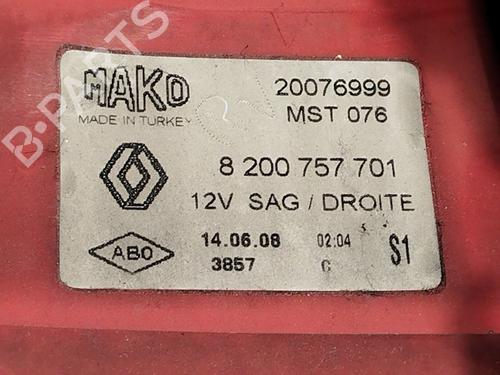 MAKO
MADE IN TURKEY
20076999
MST 076
8 200 757 701
12V SAG / DROITE
ABO
14.06.08 02:04
3857 C S1
B-PARTS